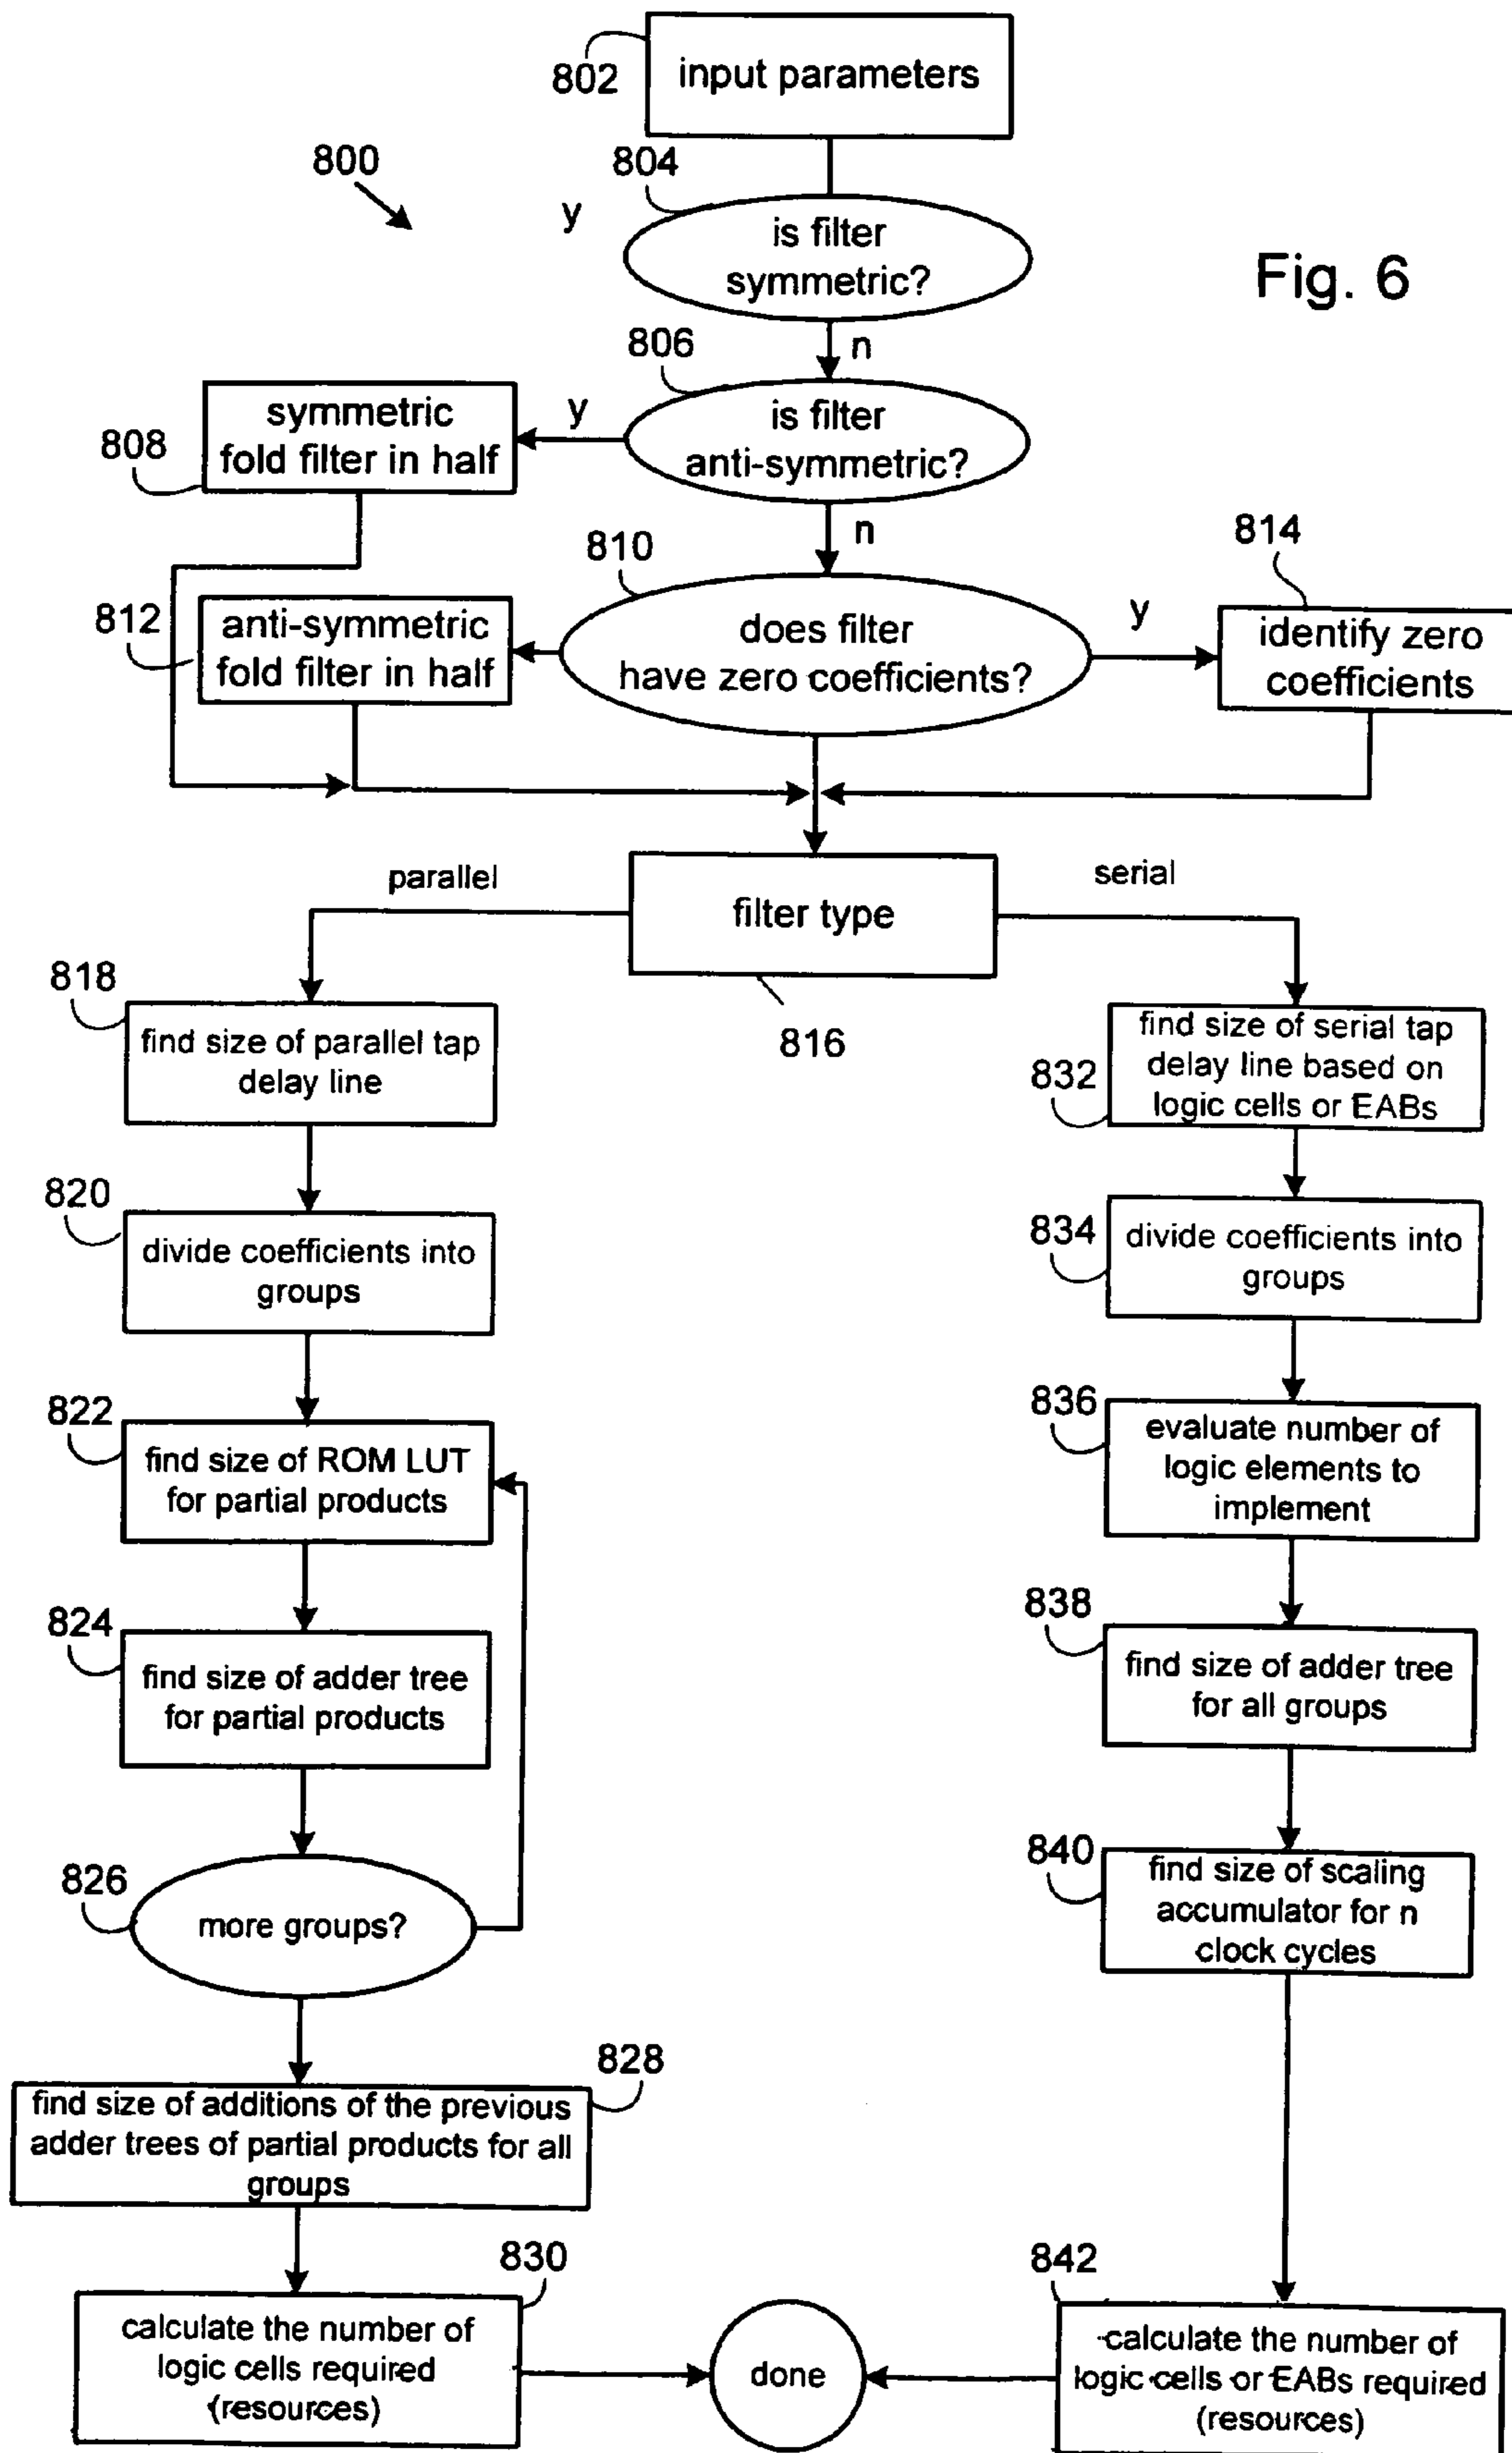 802
input parameters
800
804
y
is filter
symmetric?
Fig. 6
n
806
is filter
anti-symmetric?
y
symmetric
fold filter in half
808
n
810
does filter
have zero coefficients?
812
anti-symmetric
fold filter in half
y
814
identify zero
coefficients
parallel
serial
filter type
816
818
find size of parallel tap
delay line
820
divide coefficients into
groups
822
find size of ROM LUT
for partial products
824
find size of adder tree
for partial products
826
more groups?
828
find size of additions of the previous
adder trees of partial products for all
groups
830
calculate the number of
logic cells required
(resources)
832
find size of serial tap
delay line based on
logic cells or EABs
834
divide coefficients into
groups
836
evaluate number of
logic elements to
implement
838
find size of adder tree
for all groups
840
find size of scaling
accumulator for n
clock cycles
842
calculate the number of
logic cells or EABs required
(resources)
done